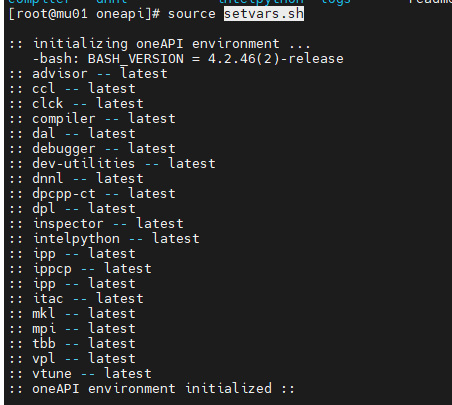 [root@mu01 oneapi]# source setvars.sh
:: initializing oneAPI environment ...
   -bash: BASH_VERSION = 4.2.46(2)-release
:: advisor -- latest
:: ccl -- latest
:: clck -- latest
:: compiler -- latest
:: dal -- latest
:: debugger -- latest
:: dev-utilities -- latest
:: dnnl -- latest
:: dpcpp-ct -- latest
:: dpl -- latest
:: inspector -- latest
:: intelpython -- latest
:: ipp -- latest
:: ippcp -- latest
:: ipp -- latest
:: itac -- latest
:: mkl -- latest
:: mpi -- latest
:: tbb -- latest
:: vpl -- latest
:: vtune -- latest
:: oneAPI environment initialized ::